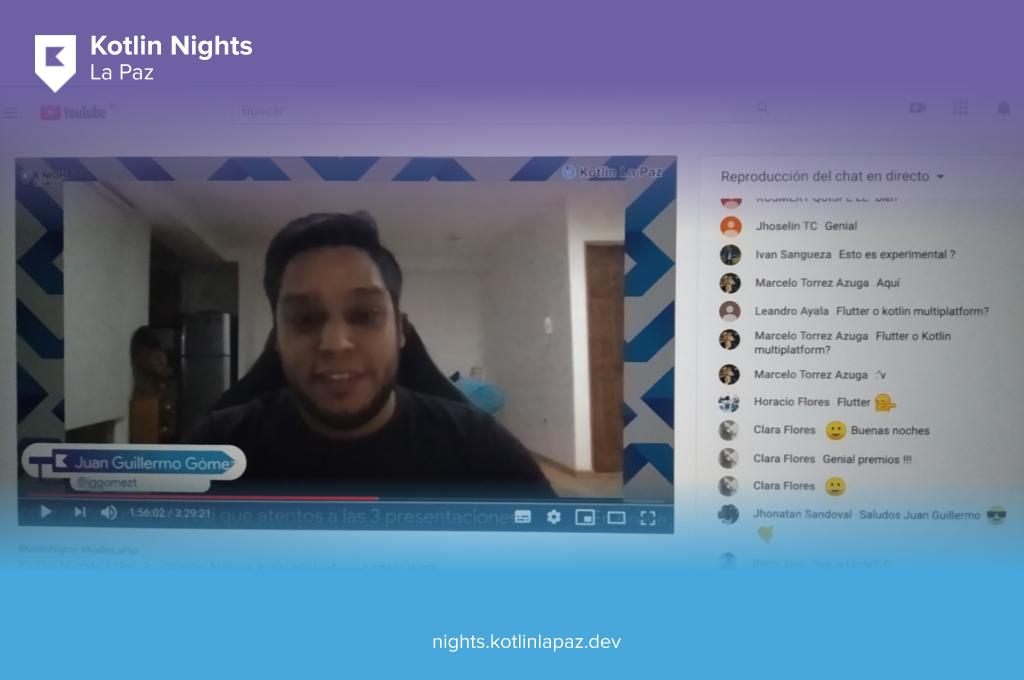 Kotlin Nights
La Paz
YouTube
Buscar
Kotlin La Paz
Reproducción del chat en directo
Jhoselin TC Genial
Ivan Sangueza Esto es experimental ?
Marcelo Torrez Azuga Aquí
Leandro Ayala Flutter o kotlin multiplatform?
Marcelo Torrez Azuga Flutter o Kotlin
multiplatform?
Marcelo Torrez Azuga :'v
Horacio Flores Flutter
Clara Flores Buenas noches
Clara Flores Genial premios !!!
Clara Flores
Jhonatan Sandoval Saludos Juan Guillermo
Juan Guillermo Gómez
@jggomezt
1:56:02 / 3:29:21
que atentos a las 3 presentaciones
#KotlinNights #KotlinLaPaz
nights.kotlinlapaz.dev